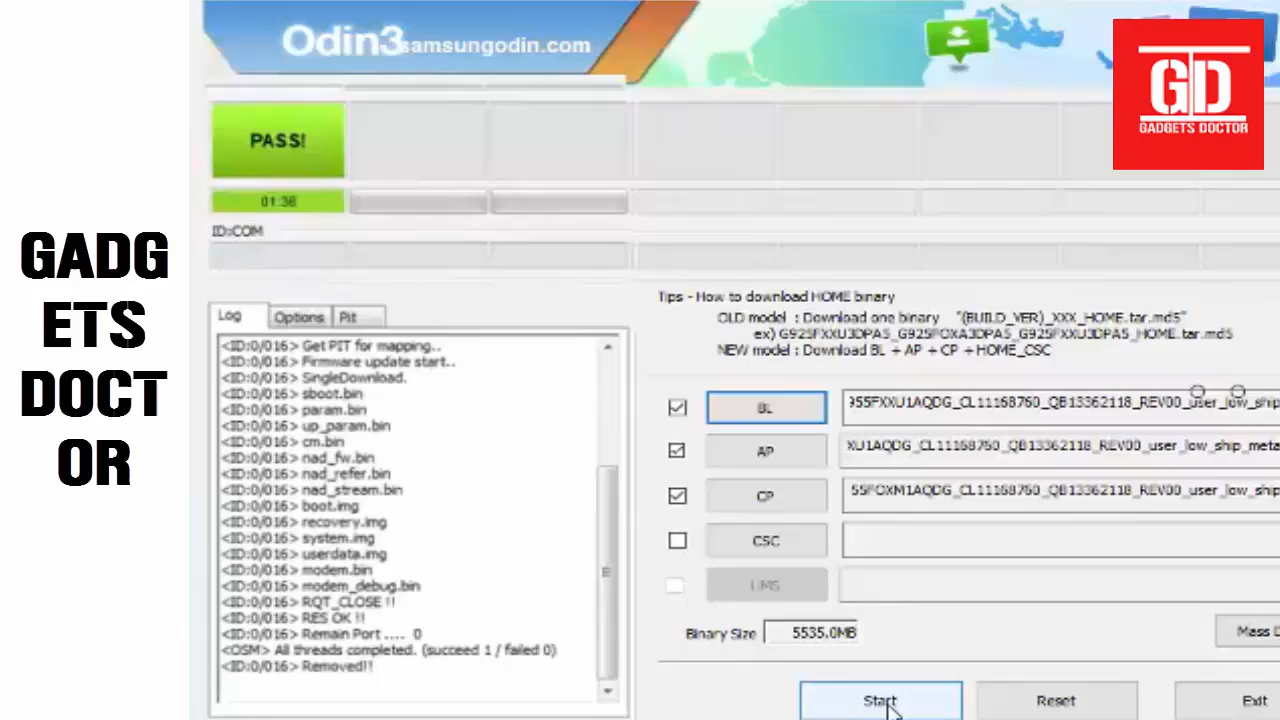 Odin3
samsungodin.com
GD
GADGETS DOCTOR
PASS!
01:36
ID:COM
GADG
ETS
DOCT
OR
Log
Options
Pit
<ID:0/016> Get PIT for mapping..
<ID:0/016> Firmware update start..
<ID:0/016> SingleDownload.
<ID:0/016> sboot.bin
<ID:0/016> param.bin
<ID:0/016> up_param.bin
<ID:0/016> cm.bin
<ID:0/016> nad_fw.bin
<ID:0/016> nad_refer.bin
<ID:0/016> nad_stream.bin
<ID:0/016> boot.img
<ID:0/016> recovery.img
<ID:0/016> system.img
<ID:0/016> userdata.img
<ID:0/016> modem.bin
<ID:0/016> modem_debug.bin
<ID:0/016> RQT_CLOSE !!
<ID:0/016> RES OK !!
<ID:0/016> Remain Port .... 0
<OSM> All threads completed. (succeed 1 / failed 0)
<ID:0/016> Removed!!
Tips - How to download HOME binary
OLD model : Download one binary "(BUILD_VER)_XXX_HOME.tar.md5"
ex) G925FXXU3DPA5_G925FOXA3DPA5_G925FXXU3DPA5_HOME.tar.md5
NEW model : Download BL + AP + CP + HOME_CSC
BL
955FXXU1AQDG_CL11168760_QB13362118_REV00_user_low_ship
AP
XU1AQDG_CL11168760_QB13362118_REV00_user_low_ship_meta
CP
55FOXM1AQDG_CL11168760_QB13362118_REV00_user_low_ship
CSC
UMS
Binary Size
5535.0MB
Mass D
Start
Reset
Exit